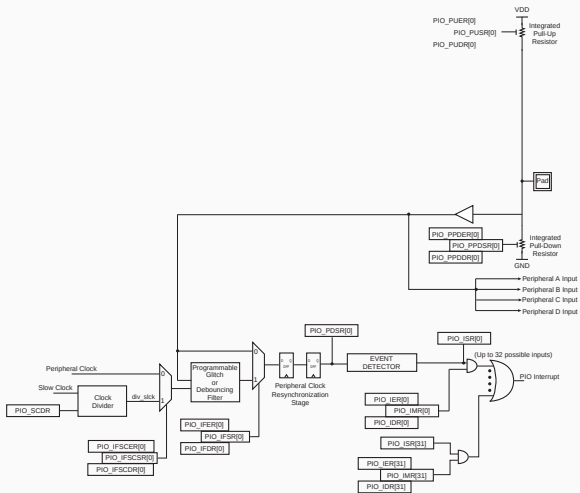 VDD
PIO_PUER[0]
PIO_PUSR[0]
PIO_PUDR[0]
Integrated
Pull-Up
Resistor
Pad
PIO_PPDER[0]
PIO_PPDSR[0]
PIO_PPDDR[0]
Integrated
Pull-Down
Resistor
GND
Peripheral A Input
Peripheral B Input
Peripheral C Input
Peripheral D Input
PIO_PDSR[0]
PIO_ISR[0]
(Up to 32 possible inputs)
PIO Interrupt
EVENT
DETECTOR
D Q
DFF
D Q
DFF
Peripheral Clock
Resynchronization
Stage
0
1
Programmable
Glitch
or
Debouncing
Filter
Peripheral Clock
0
1
Slow Clock
Clock
Divider
div_slck
PIO_SCDR
PIO_IFER[0]
PIO_IFSR[0]
PIO_IFDR[0]
PIO_IFSCER[0]
PIO_IFSCSR[0]
PIO_IFSCDR[0]
PIO_IER[0]
PIO_IMR[0]
PIO_IDR[0]
PIO_ISR[31]
PIO_IER[31]
PIO_IMR[31]
PIO_IDR[31]